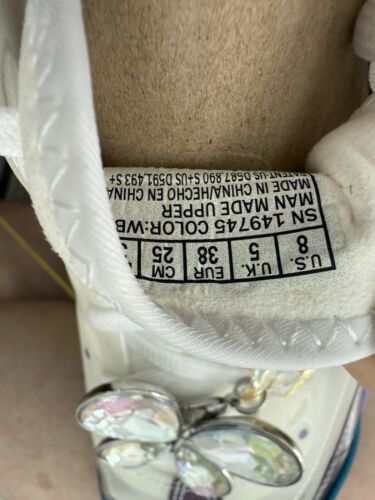 U.S. U.K. EUR CM
8 5 38 25
SN 149745 COLOR:WB
MAN MADE UPPER
MADE IN CHINA/HECHO EN CHINA
PATENT-US D587,890 S+US D591,493 S+